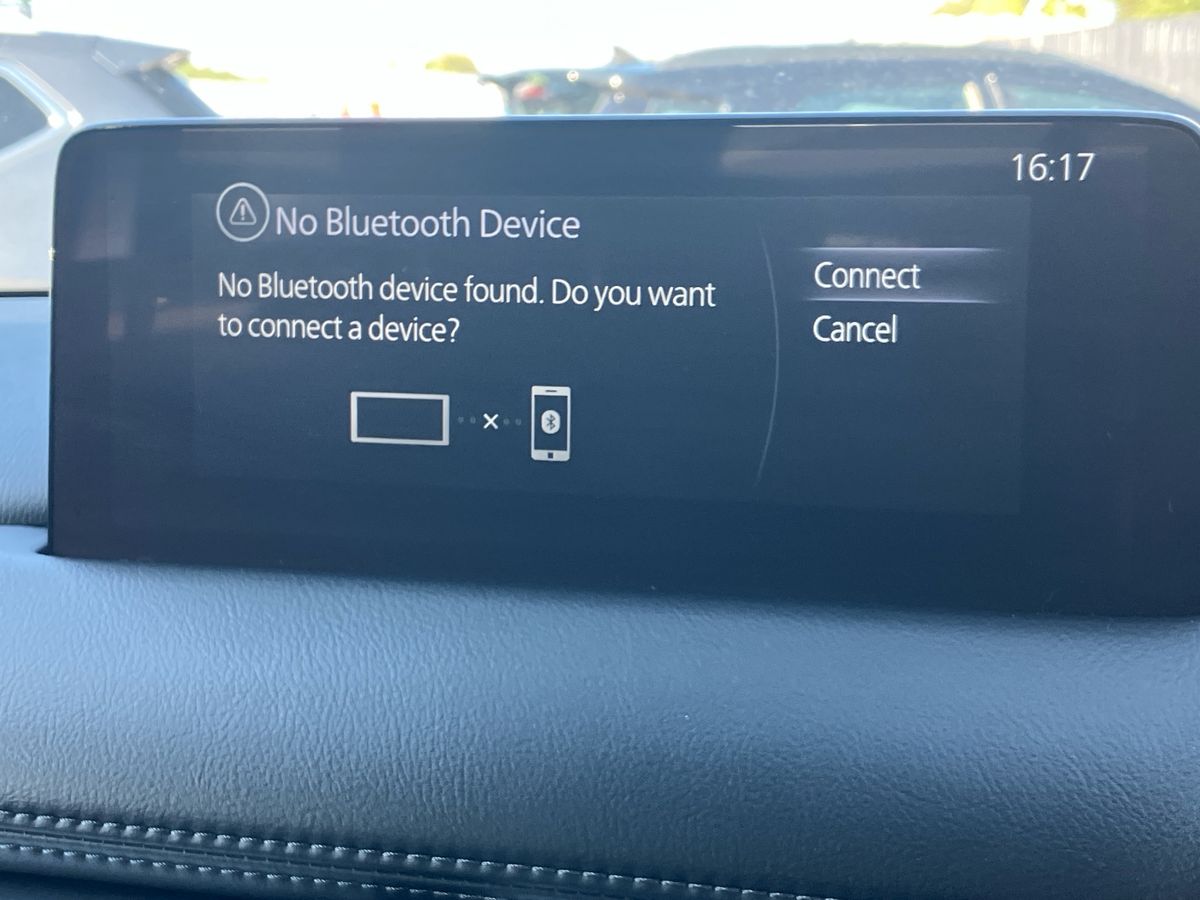 16:17
No Bluetooth Device
No Bluetooth device found. Do you want
to connect a device?
Connect
Cancel